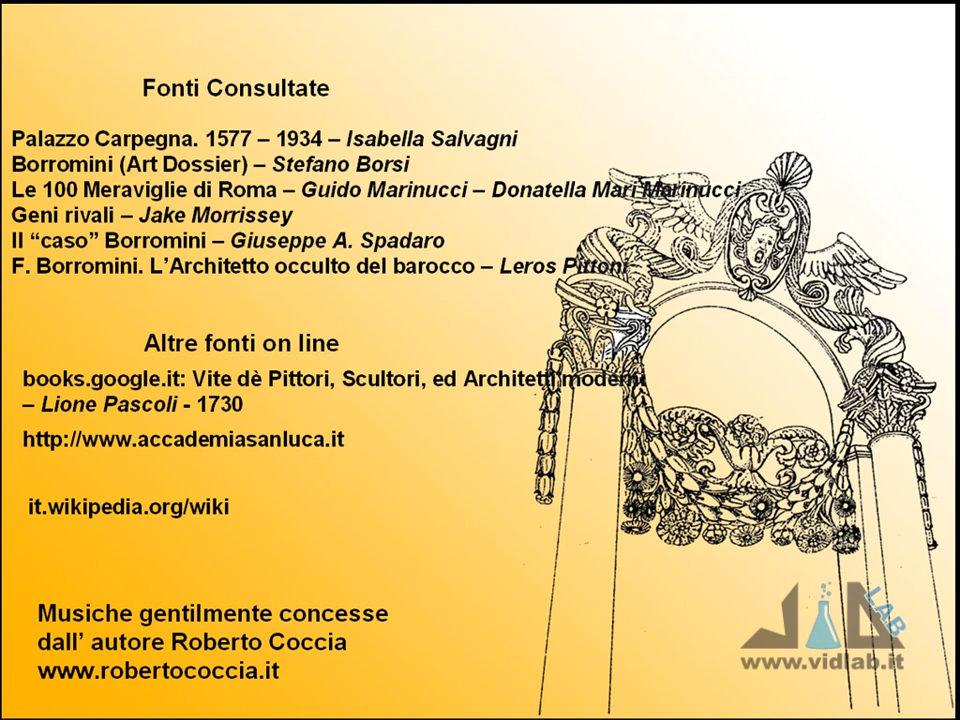 Fonti Consultate
Palazzo Carpegna. 1577 – 1934 – Isabella Salvagni
Borromini (Art Dossier) – Stefano Borsi
Le 100 Meraviglie di Roma – Guido Marinucci – Donatella Mari Marinucci
Geni rivali – Jake Morrissey
Il “caso” Borromini – Giuseppe A. Spadaro
F. Borromini. L’Architetto occulto del barocco – Leros Pittoni
Altre fonti on line
books.google.it: Vite dè Pittori, Scultori, ed Architetti moderni
– Lione Pascoli - 1730
http://www.accademiasanluca.it
it.wikipedia.org/wiki
Musiche gentilmente concesse
dall’ autore Roberto Coccia
www.robertococcia.it
LAB
www.vidlab.it